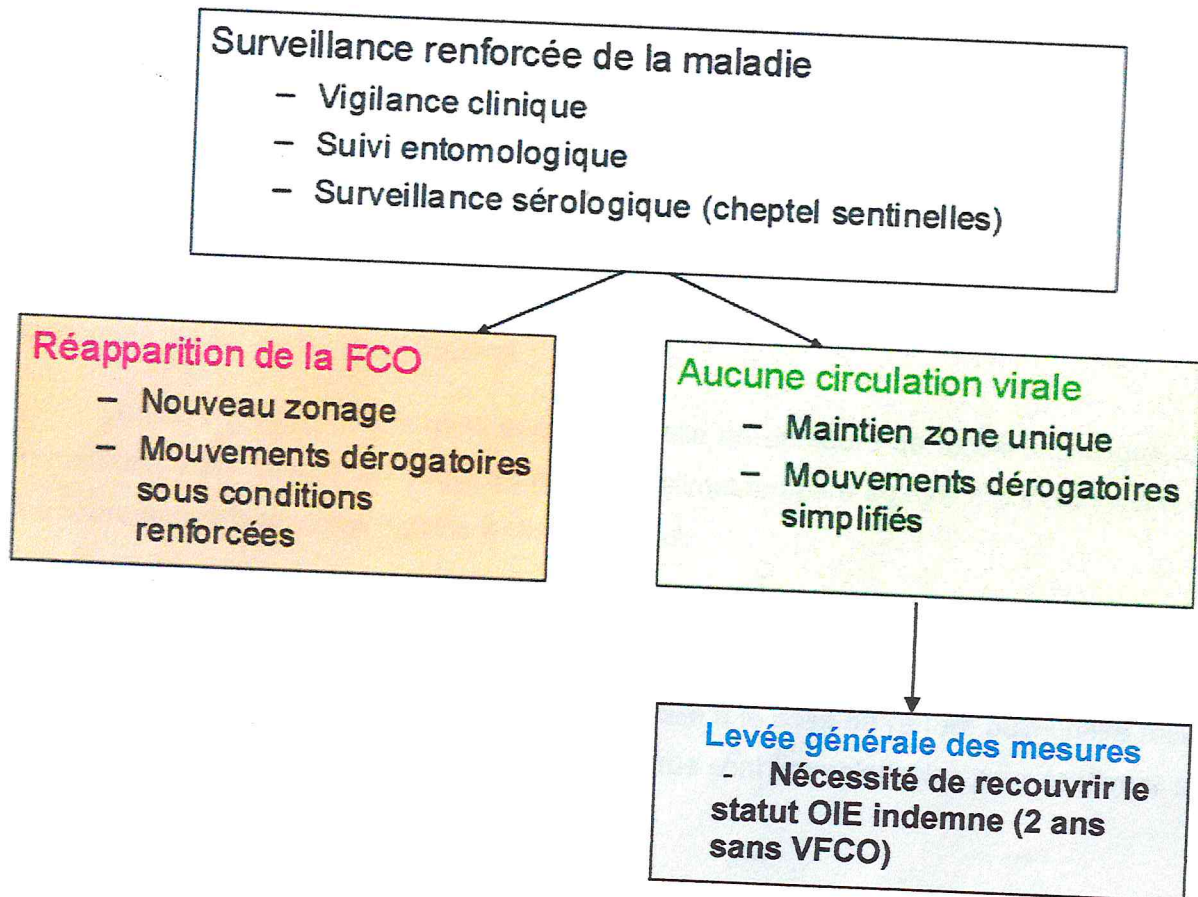 Surveillance renforcée de la maladie
– Vigilance clinique
– Suivi entomologique
– Surveillance sérologique (cheptel sentinelles)
Réapparition de la FCO
– Nouveau zonage
– Mouvements dérogatoires
sous conditions
renforcées
Aucune circulation virale
– Maintien zone unique
– Mouvements dérogatoires
simplifiés
Levée générale des mesures
- Nécessité de recouvrir le
statut OIE indemne (2 ans
sans VFCO)